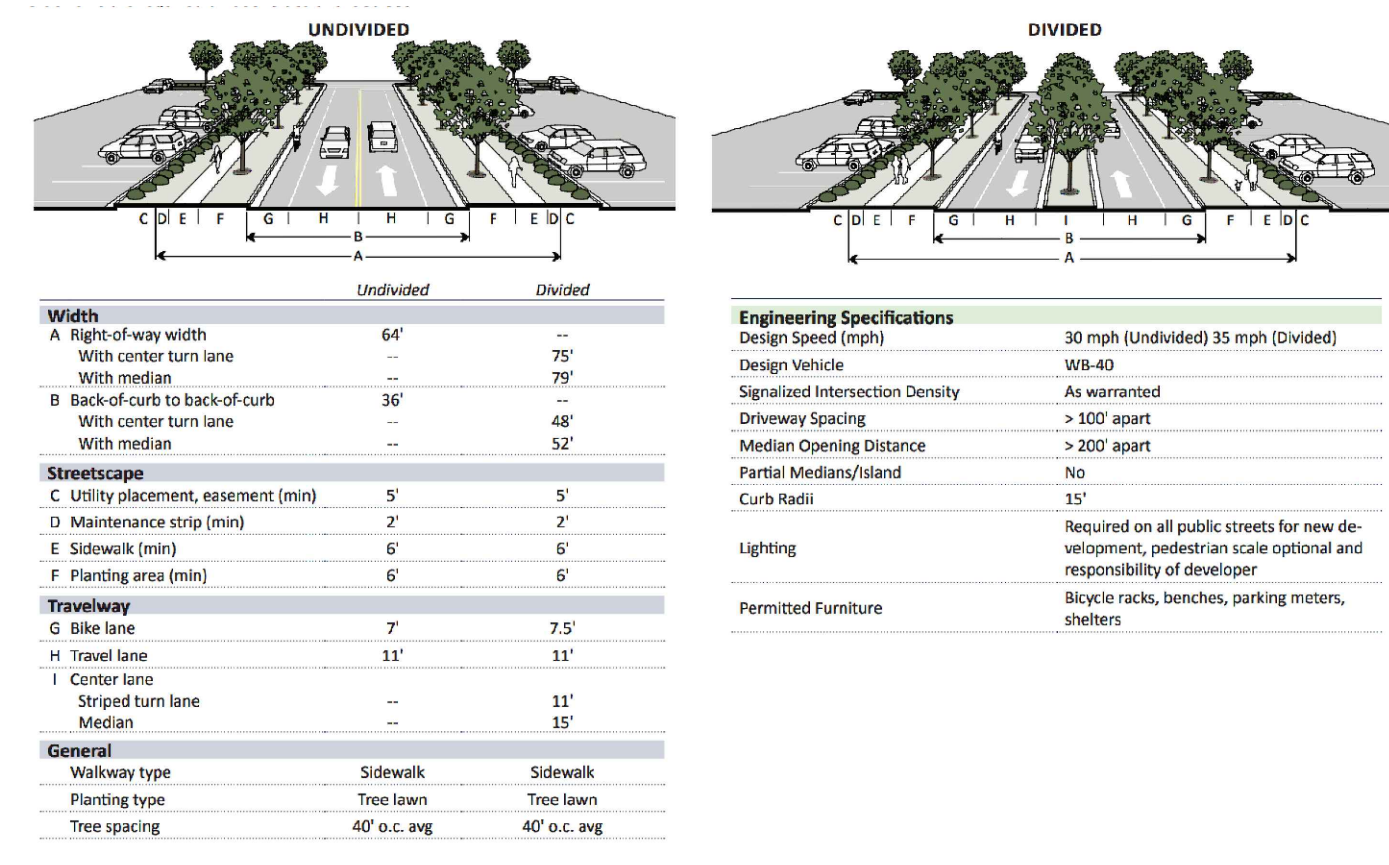 UNDIVIDED
C D E F G H H G F E D C
B
A
DIVIDED
C D E F G H I H G F E D C
B
A
Undivided Divided
Width
A Right-of-way width 64' --
With center turn lane -- 75'
With median -- 79'
B Back-of-curb to back-of-curb 36' --
With center turn lane -- 48'
With median -- 52'
Streetscape
C Utility placement, easement (min) 5' 5'
D Maintenance strip (min) 2' 2'
E Sidewalk (min) 6' 6'
F Planting area (min) 6' 6'
Travelway
G Bike lane 7' 7.5'
H Travel lane 11' 11'
I Center lane
Striped turn lane -- 11'
Median -- 15'
General
Walkway type Sidewalk Sidewalk
Planting type Tree lawn Tree lawn
Tree spacing 40' o.c. avg 40' o.c. avg
Engineering Specifications
Design Speed (mph) 30 mph (Undivided) 35 mph (Divided)
Design Vehicle WB-40
Signalized Intersection Density As warranted
Driveway Spacing > 100' apart
Median Opening Distance > 200' apart
Partial Medians/Island No
Curb Radii 15'
Lighting Required on all public streets for new de-
velopment, pedestrian scale optional and
responsibility of developer
Permitted Furniture Bicycle racks, benches, parking meters,
shelters